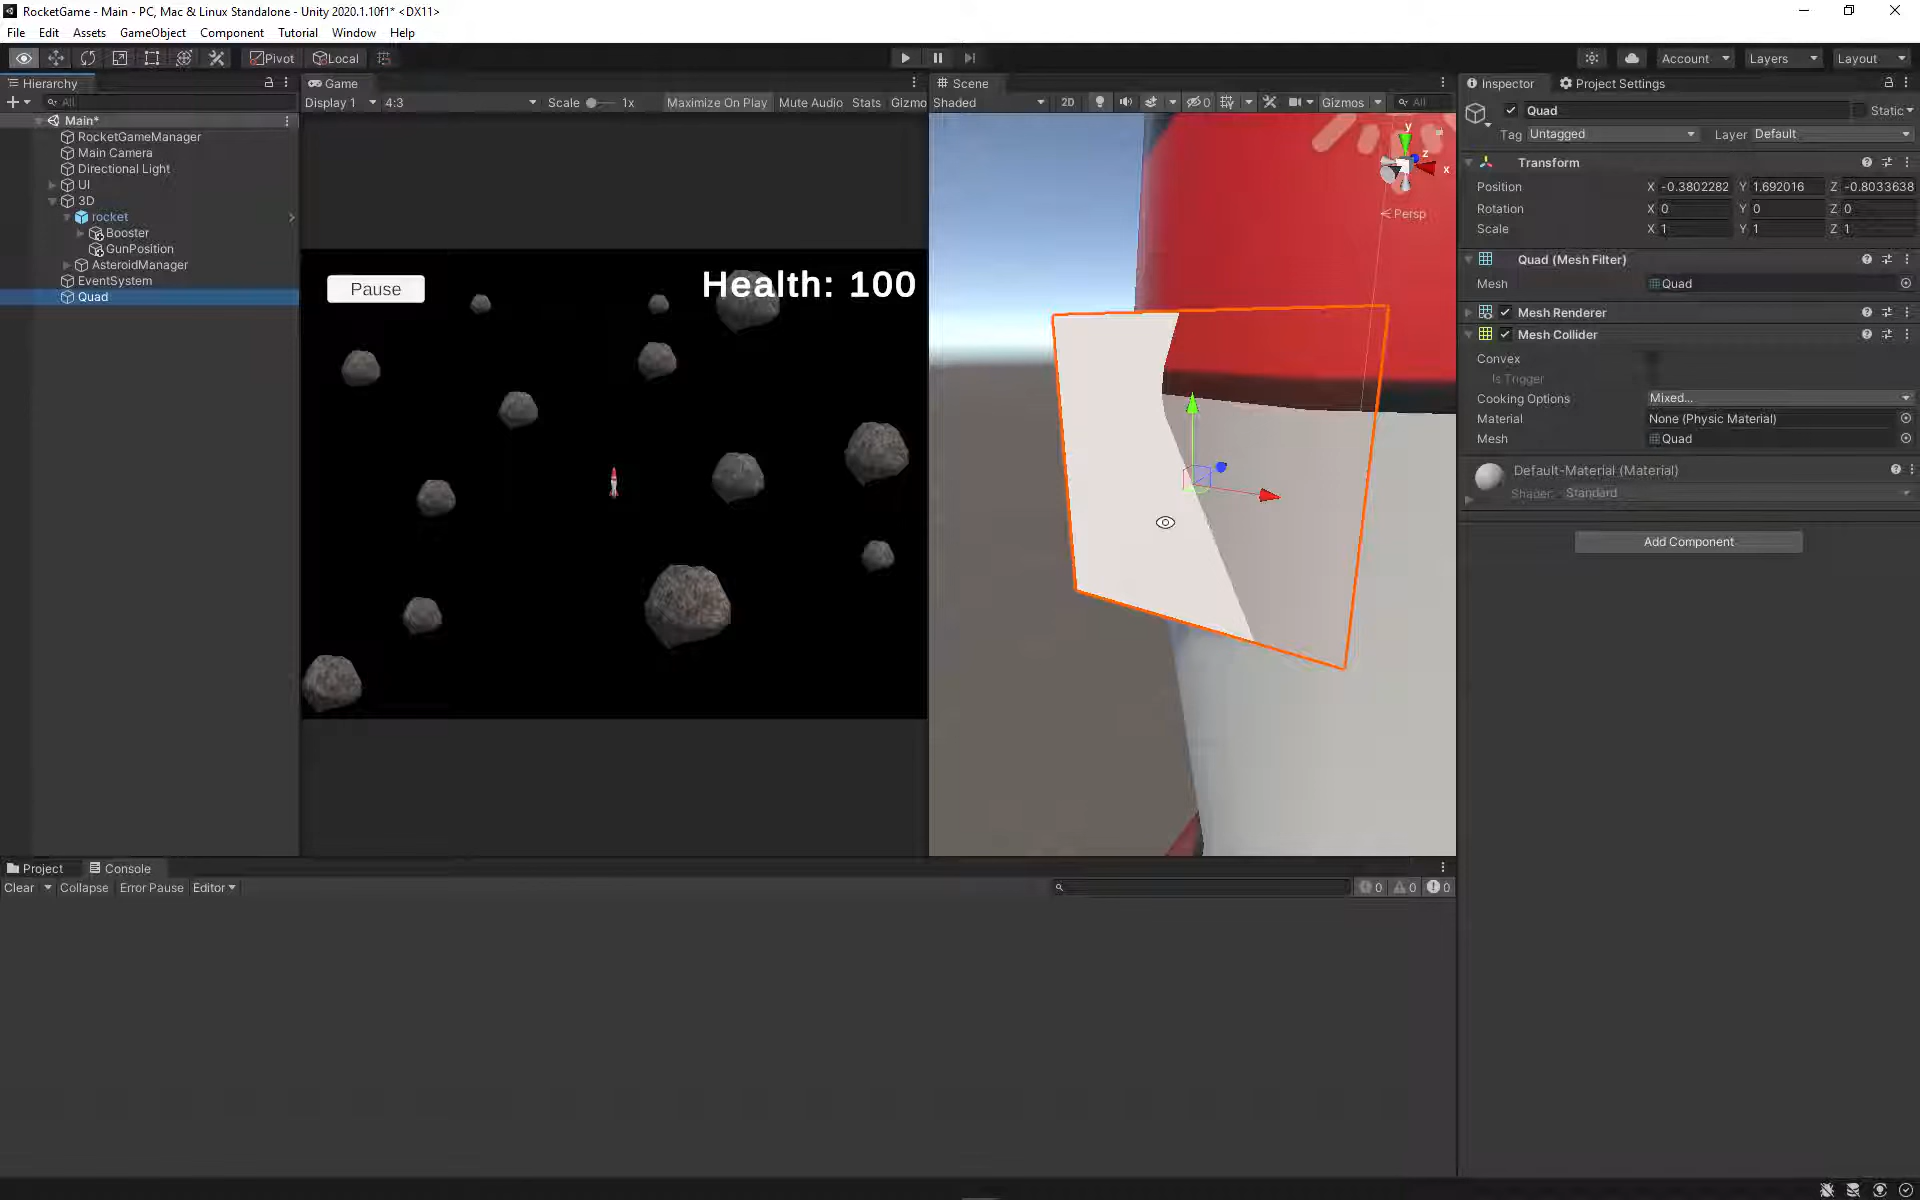 RocketGame - Main - PC, Mac & Linux Standalone - Unity 2020.1.10f1* <DX11>
File Edit Assets GameObject Component Tutorial Window Help
Pivot Local Account Layers Layout
Hierarchy
All
Main*
RocketGameManager
Main Camera
Directional Light
UI
3D
rocket
Booster
GunPosition
AsteroidManager
EventSystem
Quad
Game
Display 1 4:3 Scale 1x Maximize On Play Mute Audio Stats Gizmo
Pause
Health: 100
Scene
Shaded 2D 0 Gizmos All
y
z
x
Persp
Inspector Project Settings
Quad Static
Tag Untagged Layer Default
Transform
Position X -0.3802282 Y 1.692016 Z -0.8033638
Rotation X 0 Y 0 Z 0
Scale X 1 Y 1 Z 1
Quad (Mesh Filter)
Mesh Quad
Mesh Renderer
Mesh Collider
Convex
Is Trigger
Cooking Options Mixed...
Material None (Physic Material)
Mesh Quad
Default-Material (Material)
Shader Standard
Add Component
Project Console
Clear Collapse Error Pause Editor
0 0 0